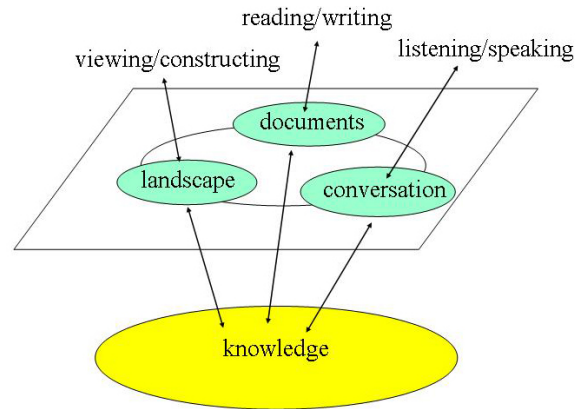 reading/writing
viewing/constructing
listening/speaking
documents
landscape
conversation
knowledge